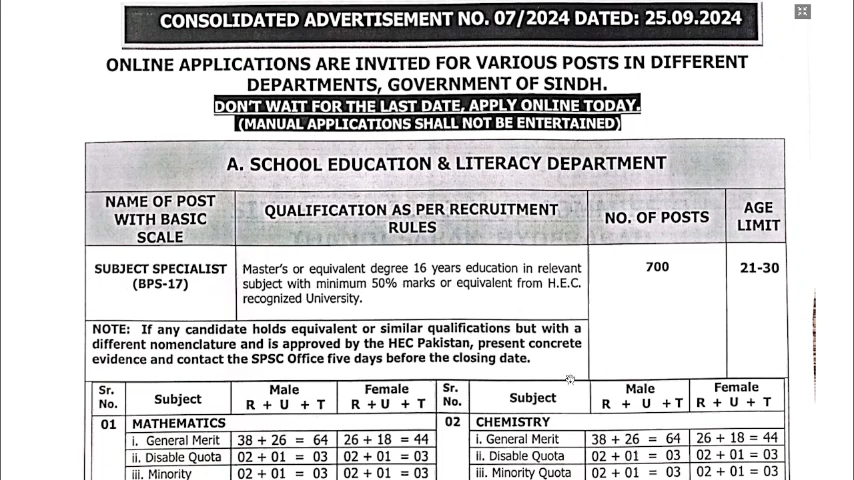 CONSOLIDATED ADVERTISEMENT NO. 07/2024 DATED: 25.09.2024
ONLINE APPLICATIONS ARE INVITED FOR VARIOUS POSTS IN DIFFERENT
DEPARTMENTS, GOVERNMENT OF SINDH.
DON'T WAIT FOR THE LAST DATE, APPLY ONLINE TODAY.
(MANUAL APPLICATIONS SHALL NOT BE ENTERTAINED)
A. SCHOOL EDUCATION & LITERACY DEPARTMENT
NAME OF POST
WITH BASIC
SCALE
QUALIFICATION AS PER RECRUITMENT
RULES
NO. OF POSTS
AGE
LIMIT
SUBJECT SPECIALIST
(BPS-17)
Master's or equivalent degree 16 years education in relevant
subject with minimum 50% marks or equivalent from H.E.C.
recognized University.
700
21-30
NOTE: If any candidate holds equivalent or similar qualifications but with a
different nomenclature and is approved by the HEC Pakistan, present concrete
evidence and contact the SPSC Office five days before the closing date.
Sr. No. Subject Male R + U + T Female R + U + T Sr. No. Subject Male R + U + T Female R + U + T
01 MATHEMATICS 02 CHEMISTRY
i. General Merit 38 + 26 = 64 26 + 18 = 44 i. General Merit 38 + 26 = 64 26 + 18 = 44
ii. Disable Quota 02 + 01 = 03 02 + 01 = 03 ii. Disable Quota 02 + 01 = 03 02 + 01 = 03
iii. Minority 02 + 01 = 03 02 + 01 = 03 iii. Minority Quota 02 + 01 = 03 02 + 01 = 03